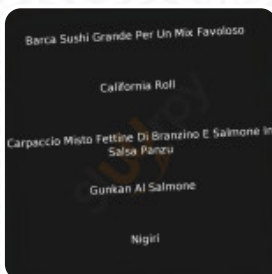 Barca Sushi Grande Per Un Mix Favoloso
California Roll
Carpaccio Misto Fettine Di Branzino E Salmone In
Salsa Panzu
Gunkan Al Salmone
Nigiri